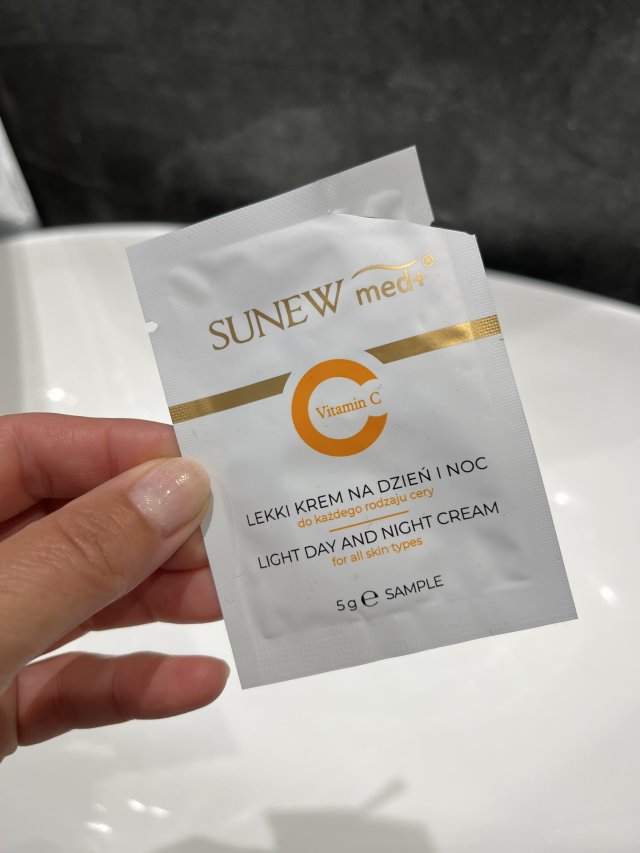 SUNEW med+®
Vitamin C
LEKKI KREM NA DZIEŃ I NOC
do każdego rodzaju cery
LIGHT DAY AND NIGHT CREAM
for all skin types
5 g ℮ SAMPLE